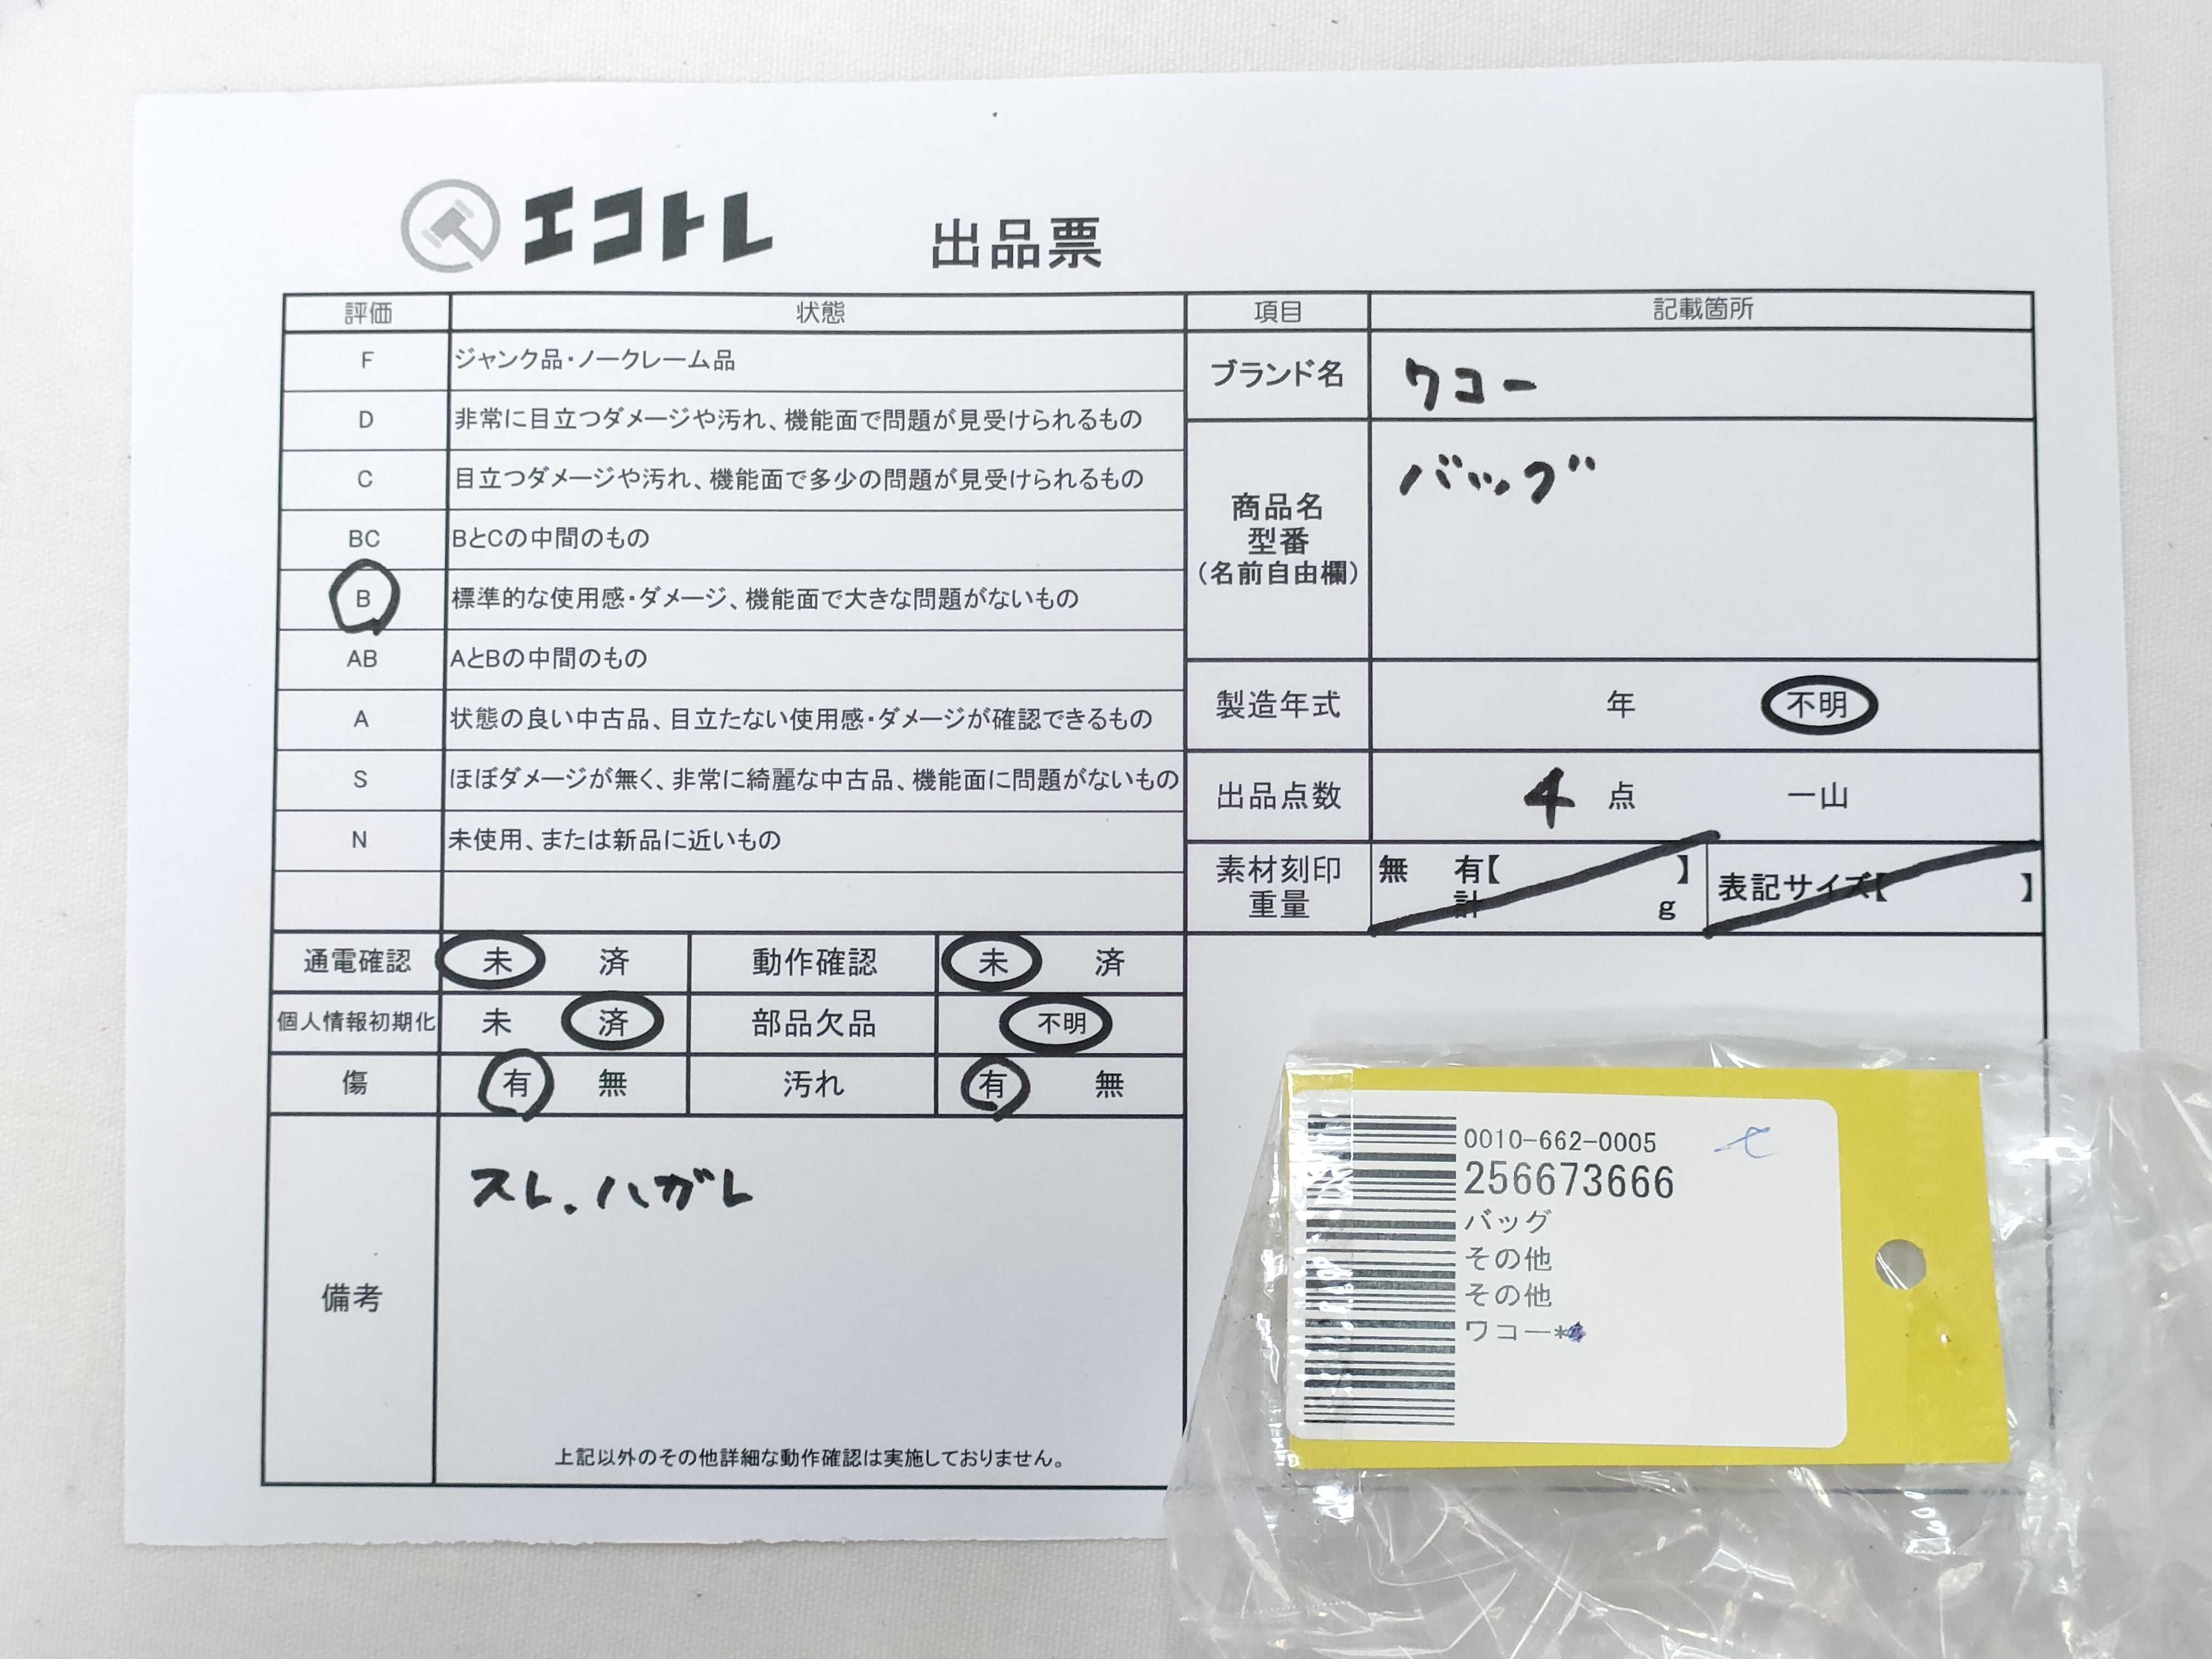 エコトレ 出品票
評価 状態
F ジャンク品・ノークレーム品
D 非常に目立つダメージや汚れ、機能面で問題が見受けられるもの
C 目立つダメージや汚れ、機能面で多少の問題が見受けられるもの
BC BとCの中間のもの
B 標準的な使用感・ダメージ、機能面で大きな問題がないもの
AB AとBの中間のもの
A 状態の良い中古品、目立たない使用感・ダメージが確認できるもの
S ほぼダメージが無く、非常に綺麗な中古品、機能面に問題がないもの
N 未使用、または新品に近いもの
項目 記載箇所
ブランド名 ワコー
商品名
型番
(名前自由欄)
バッグ
製造年式 年 不明
出品点数 4 点 一山
素材刻印 無 有【 】
重量 計 g
表記サイズ【 】
通電確認 未 済 動作確認 未 済
個人情報初期化 未 済 部品欠品 不明
傷 有 無 汚れ 有 無
備考
スレ.ハガレ
上記以外のその他詳細な動作確認は実施しておりません。
0010-662-0005
256673666
バッグ
その他
その他
ワコー*